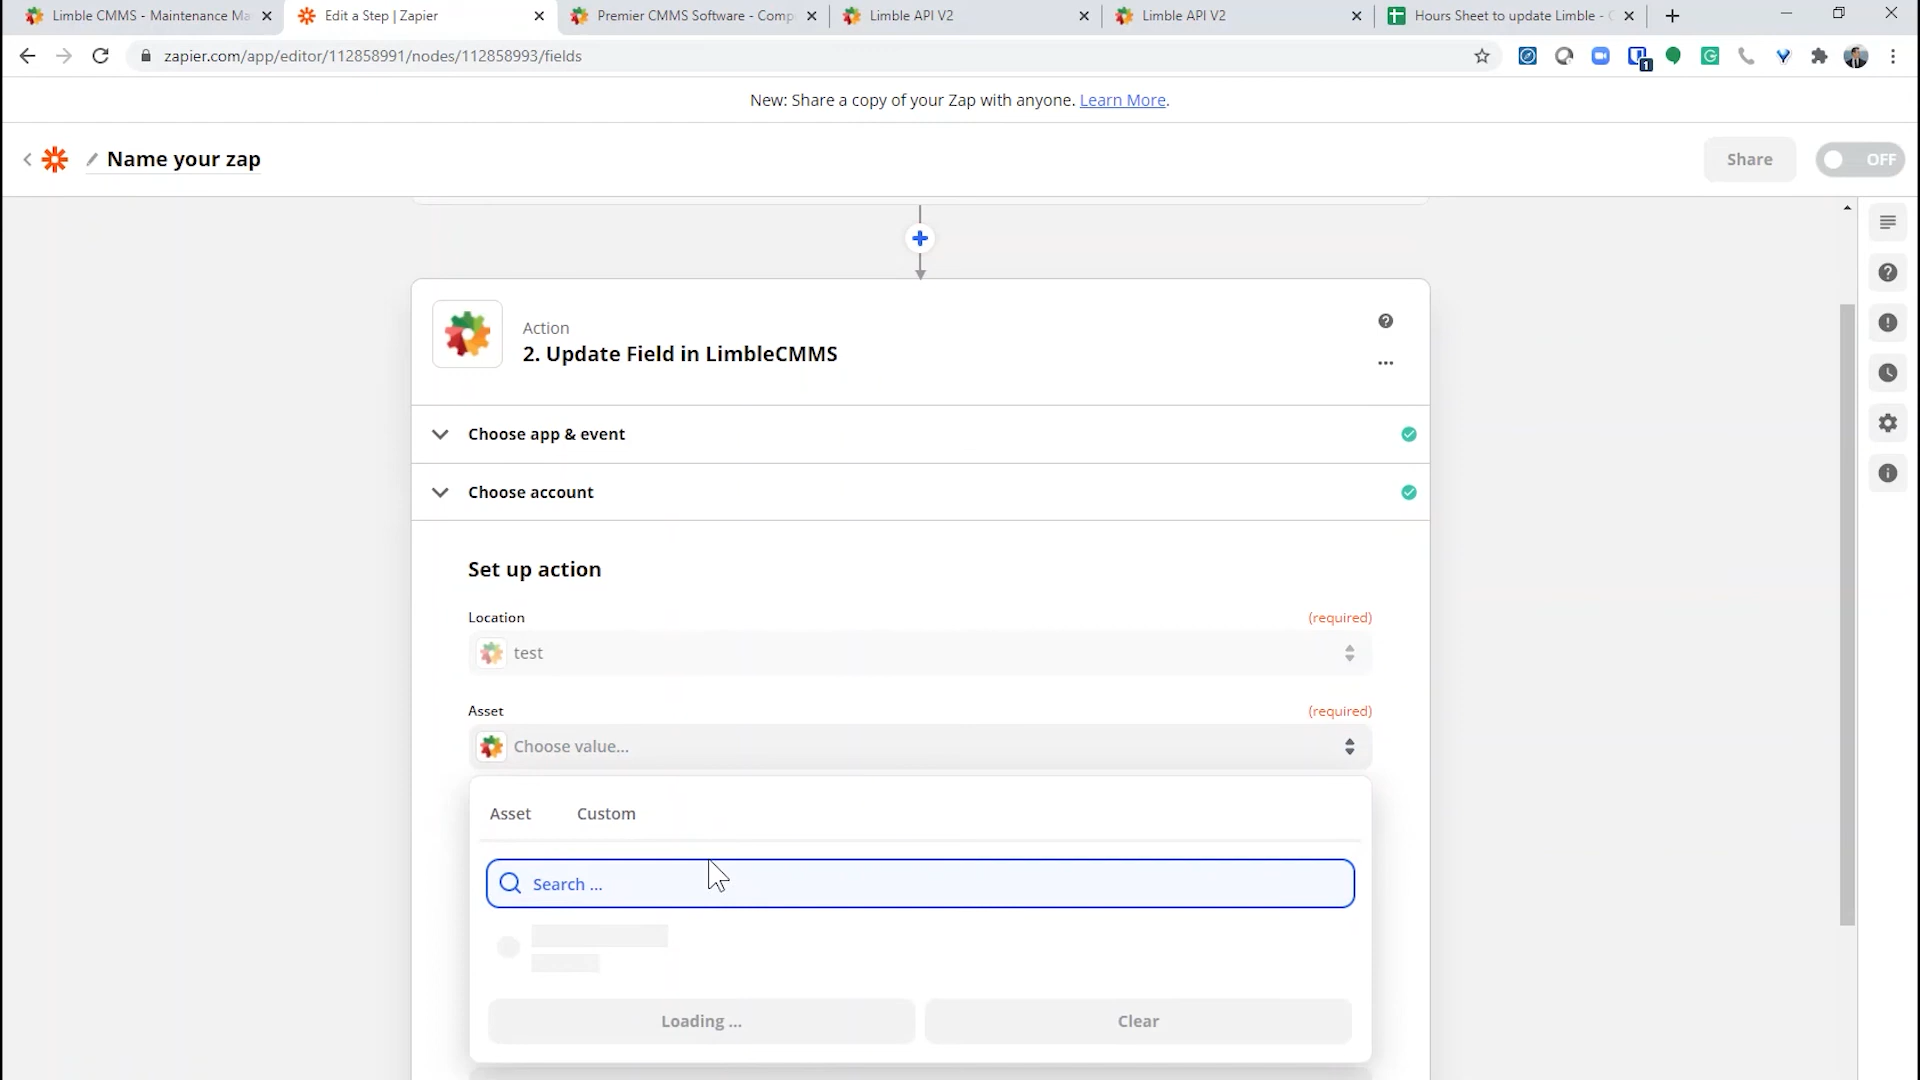 Limble CMMS - Maintenance Ma
Edit a Step | Zapier
Premier CMMS Software - Comp
Limble API V2
Limble API V2
Hours Sheet to update Limble -
zapier.com/app/editor/112858991/nodes/112858993/fields
1
New: Share a copy of your Zap with anyone. Learn More.
Name your zap
Share
OFF
Action
2. Update Field in LimbleCMMS
Choose app & event
Choose account
Set up action
Location
(required)
test
Asset
(required)
Choose value...
Asset
Custom
Search ...
Loading ...
Clear